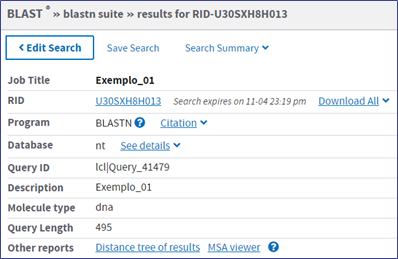 BLAST ® » blastn suite » results for RID-U30SXH8H013
Edit Search Save Search Search Summary
Job Title Exemplo_01
RID U30SXH8H013 Search expires on 11-04 23:19 pm Download All
Program BLASTN ? Citation
Database nt See details
Query ID lcl|Query_41479
Description Exemplo_01
Molecule type dna
Query Length 495
Other reports Distance tree of results MSA viewer ?